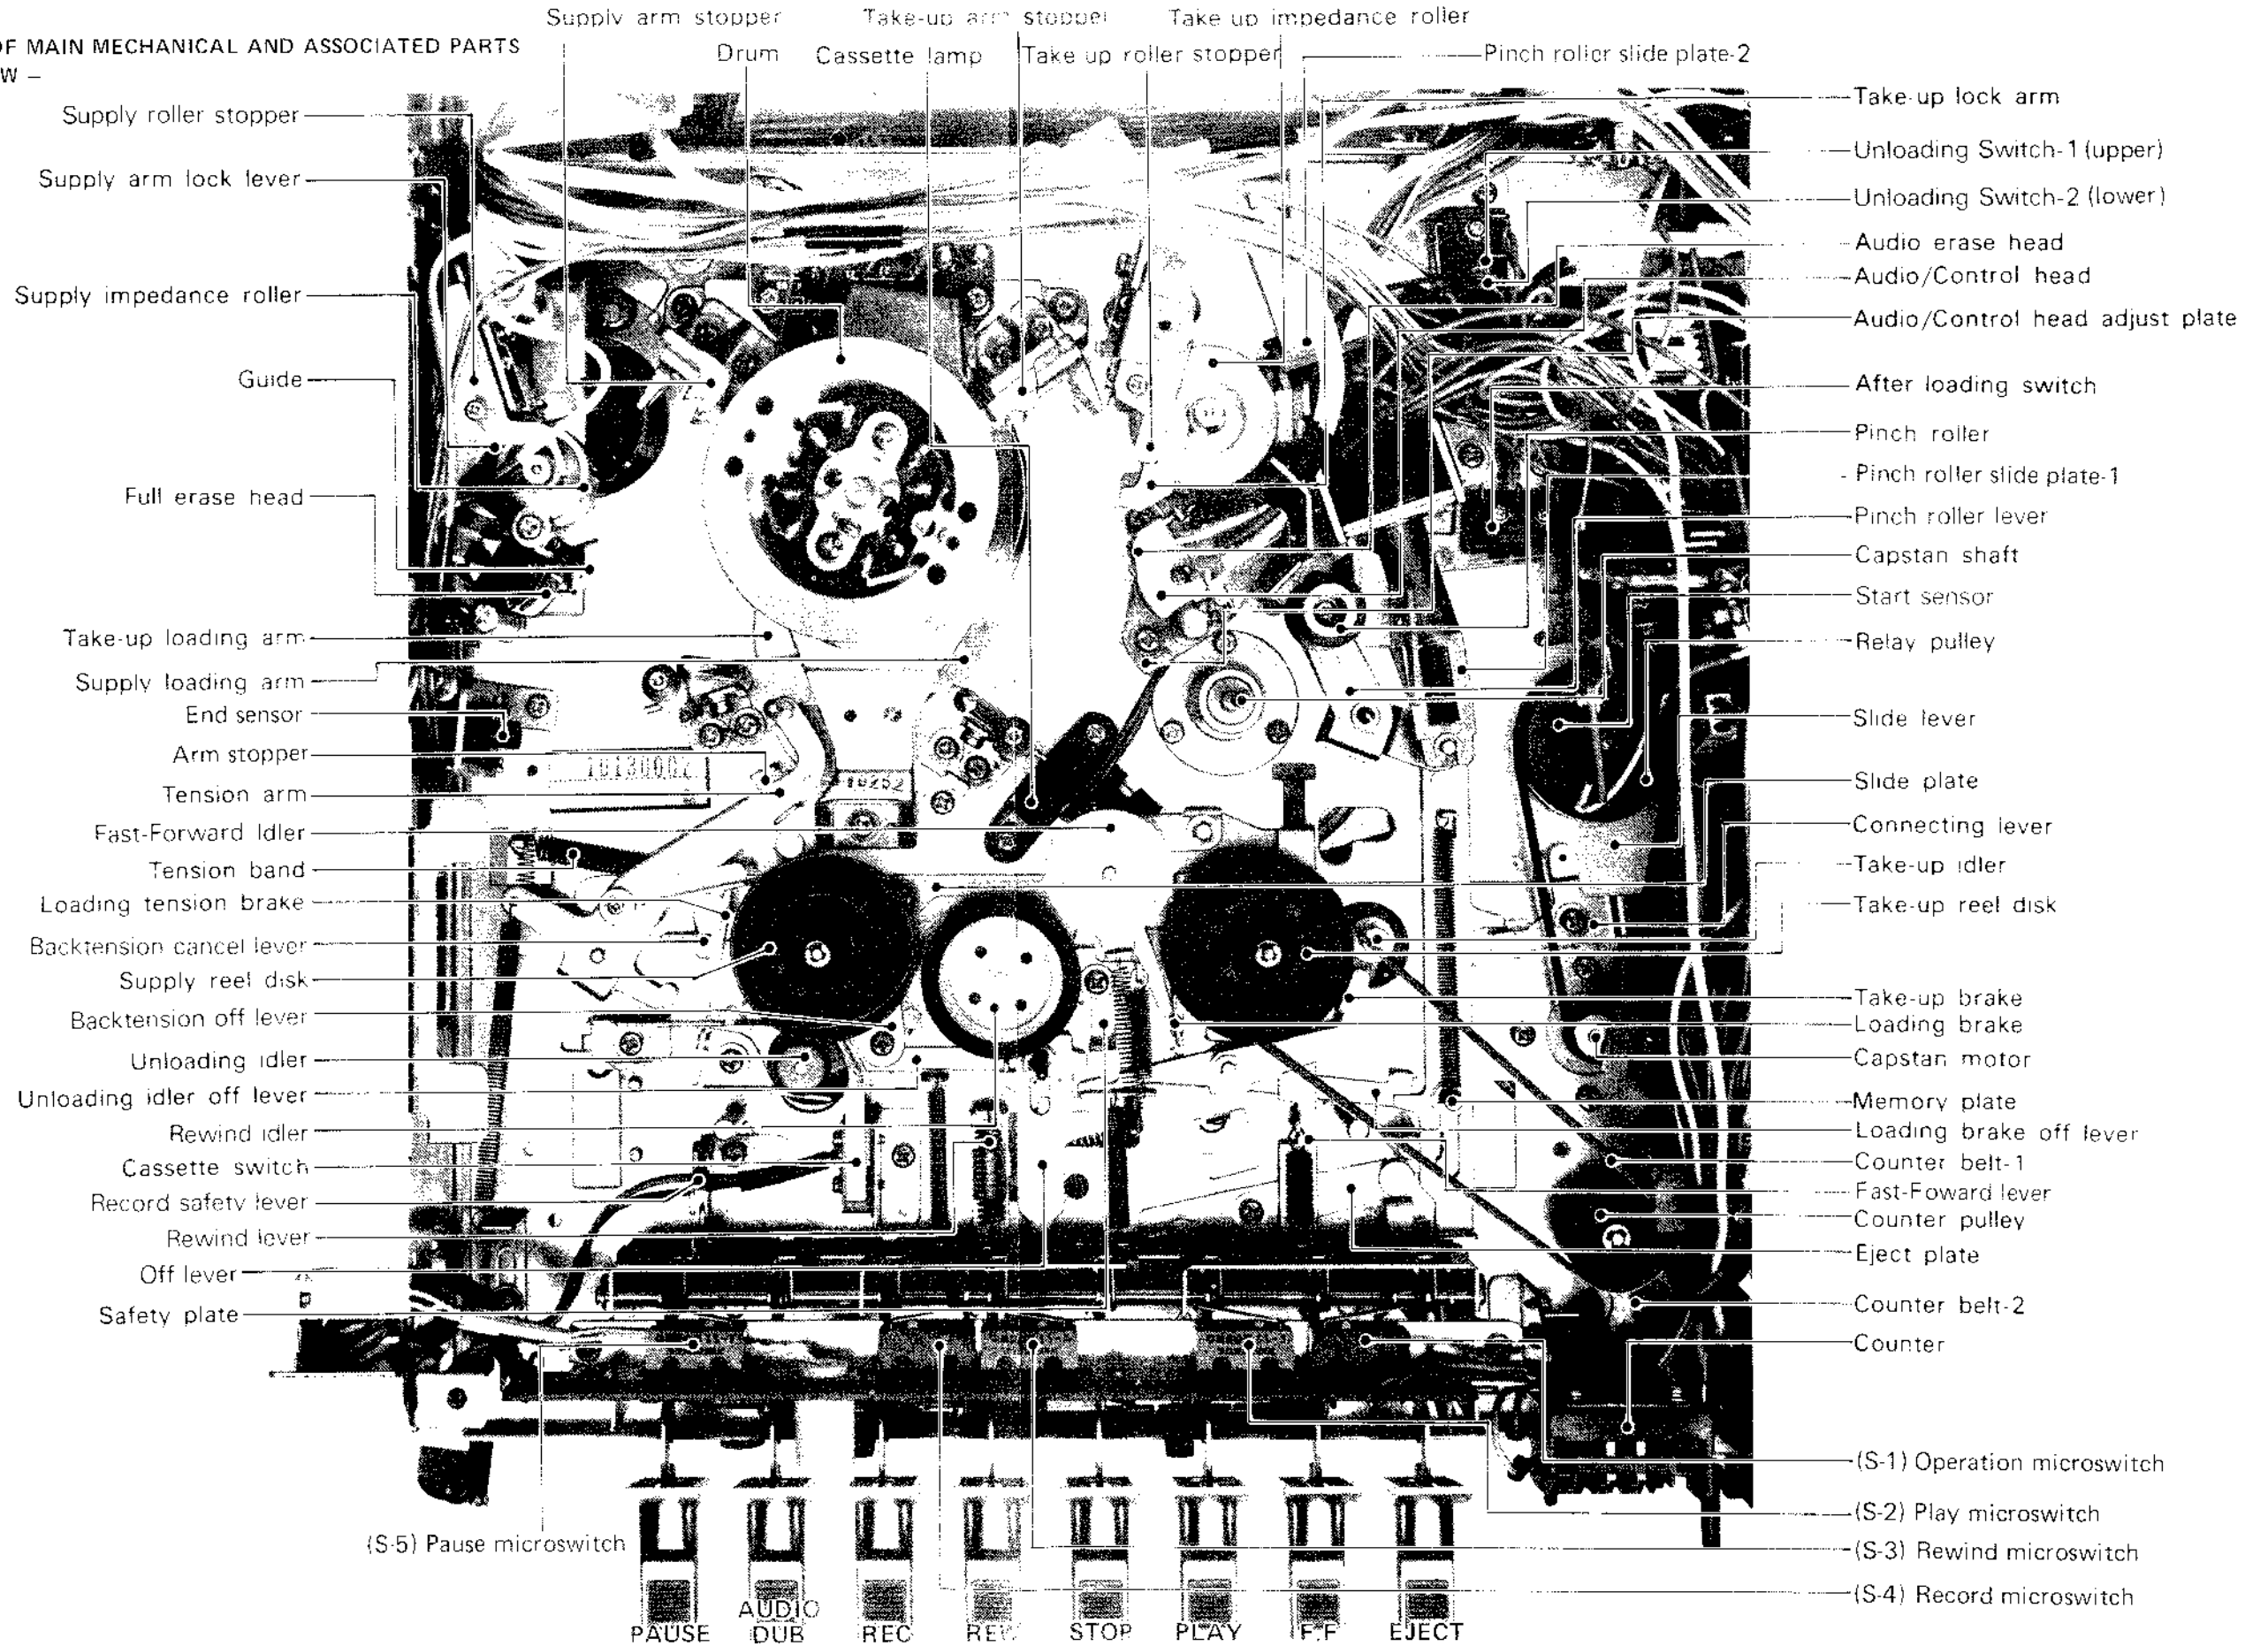 OF MAIN MECHANICAL AND ASSOCIATED PARTS
W –
Supply arm stopper
Take-up arm stopper
Take up impedance roller
Drum
Cassette lamp
Take up roller stopper
Pinch roller slide plate-2
Supply roller stopper
Supply arm lock lever
Supply impedance roller
Guide
Full erase head
Take-up loading arm
Supply loading arm
End sensor
Arm stopper
Tension arm
Fast-Forward Idler
Tension band
Loading tension brake
Backtension cancel lever
Supply reel disk
Backtension off lever
Unloading idler
Unloading idler off lever
Rewind idler
Cassette switch
Record safety lever
Rewind lever
Off lever
Safety plate
(S-5) Pause microswitch
Take-up lock arm
Unloading Switch-1 (upper)
Unloading Switch-2 (lower)
Audio erase head
Audio/Control head
Audio/Control head adjust plate
After loading switch
Pinch roller
Pinch roller slide plate-1
Pinch roller lever
Capstan shaft
Start sensor
Relay pulley
Slide lever
Slide plate
Connecting lever
Take-up idler
Take-up reel disk
Take-up brake
Loading brake
Capstan motor
Memory plate
Loading brake off lever
Counter belt-1
Fast-Foward lever
Counter pulley
Eject plate
Counter belt-2
Counter
(S-1) Operation microswitch
(S-2) Play microswitch
(S-3) Rewind microswitch
(S-4) Record microswitch
PAUSE
AUDIO
DUB
REC
REW
STOP
PLAY
F.F
EJECT